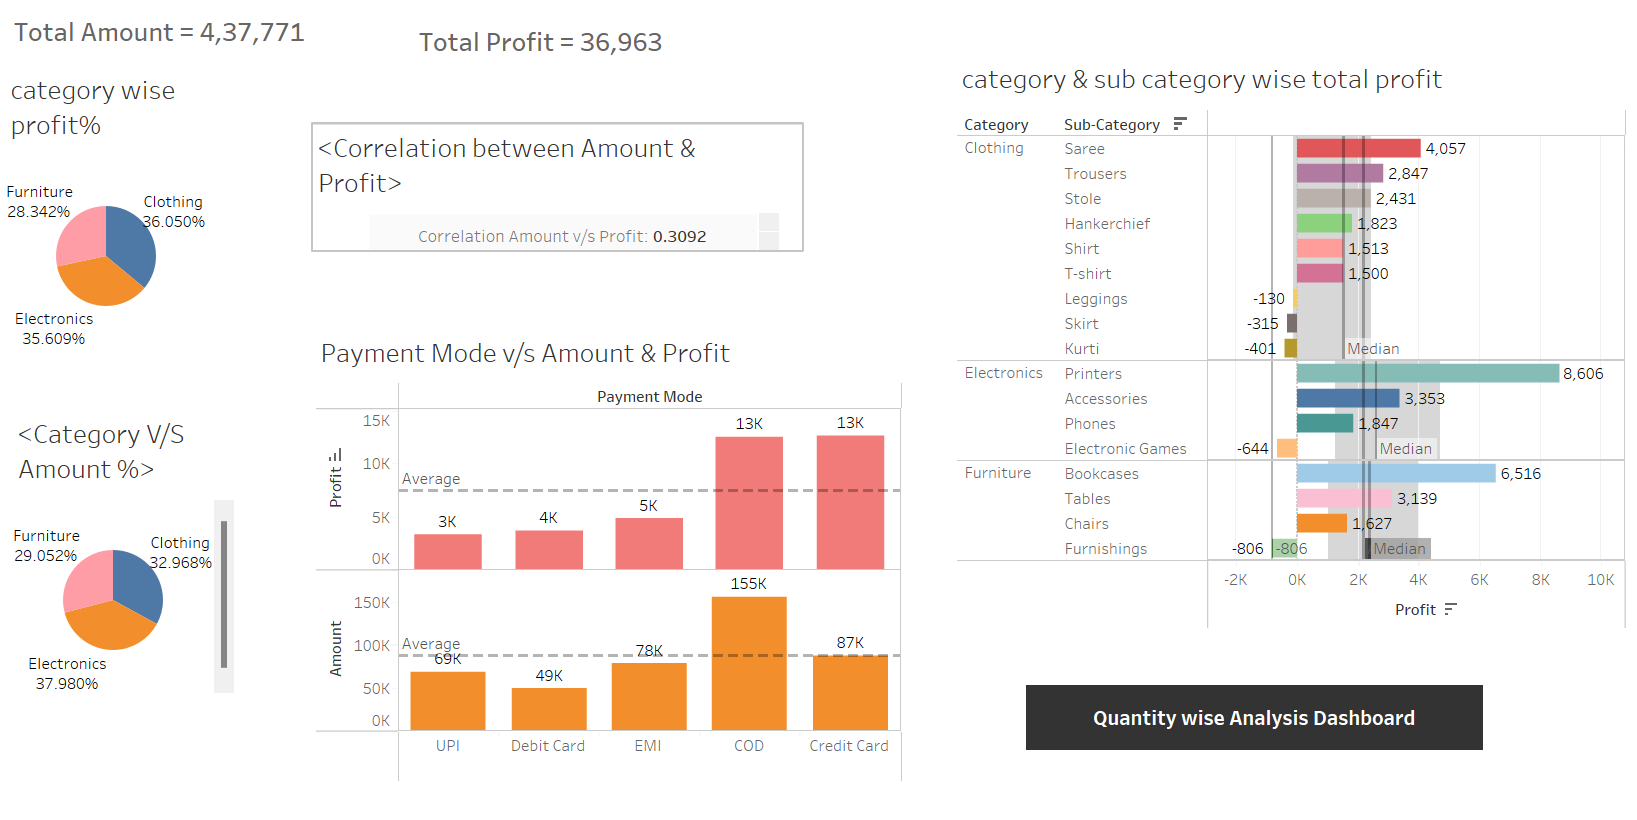 Total Amount = 4,37,771
Total Profit = 36,963
category wise
profit%
Furniture
28.342%
Clothing
36.050%
Electronics
35.609%
<Correlation between Amount &
Profit>
Correlation Amount v/s Profit: 0.3092
<Category V/S
Amount %>
Furniture
29.052%
Clothing
32.968%
Electronics
37.980%
Payment Mode v/s Amount & Profit
Payment Mode
Profit
15K
10K
5K
0K
Average
3K
4K
5K
13K
13K
Amount
150K
100K
50K
0K
Average
69K
49K
78K
155K
87K
UPI
Debit Card
EMI
COD
Credit Card
category & sub category wise total profit
Category Sub-Category
Clothing Saree 4,057
Trousers 2,847
Stole 2,431
Hankerchief 1,823
Shirt 1,513
T-shirt 1,500
Leggings -130
Skirt -315
Kurti -401 Median
Electronics Printers 8,606
Accessories 3,353
Phones 1,847
Electronic Games -644 Median
Furniture Bookcases 6,516
Tables 3,139
Chairs 1,627
Furnishings -806 -806 Median
-2K 0K 2K 4K 6K 8K 10K
Profit
Quantity wise Analysis Dashboard